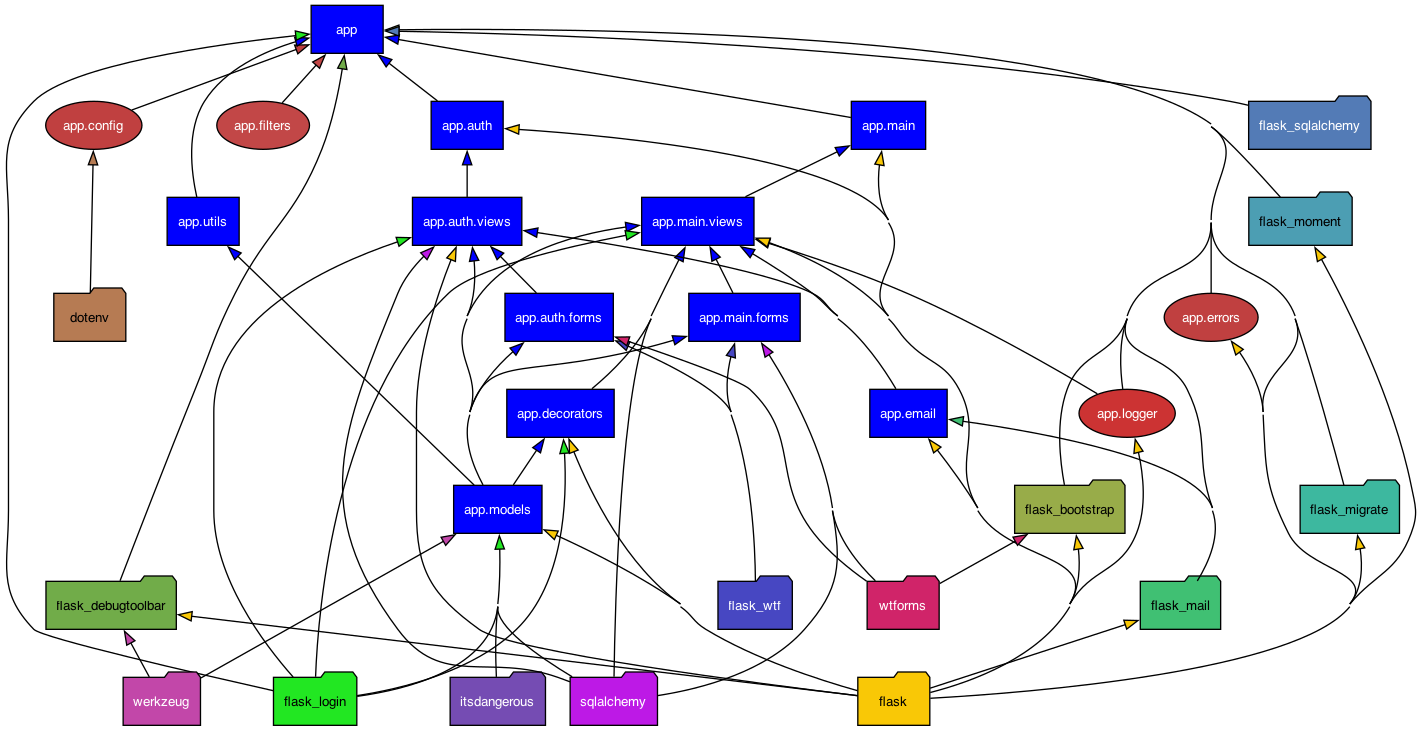 app
app.config
app.filters
app.auth
app.main
flask_sqlalchemy
app.utils
app.auth.views
app.main.views
flask_moment
dotenv
app.auth.forms
app.main.forms
app.errors
app.decorators
app.email
app.logger
app.models
flask_bootstrap
flask_migrate
flask_debugtoolbar
flask_wtf
wtforms
flask_mail
werkzeug
flask_login
itsdangerous
sqlalchemy
flask